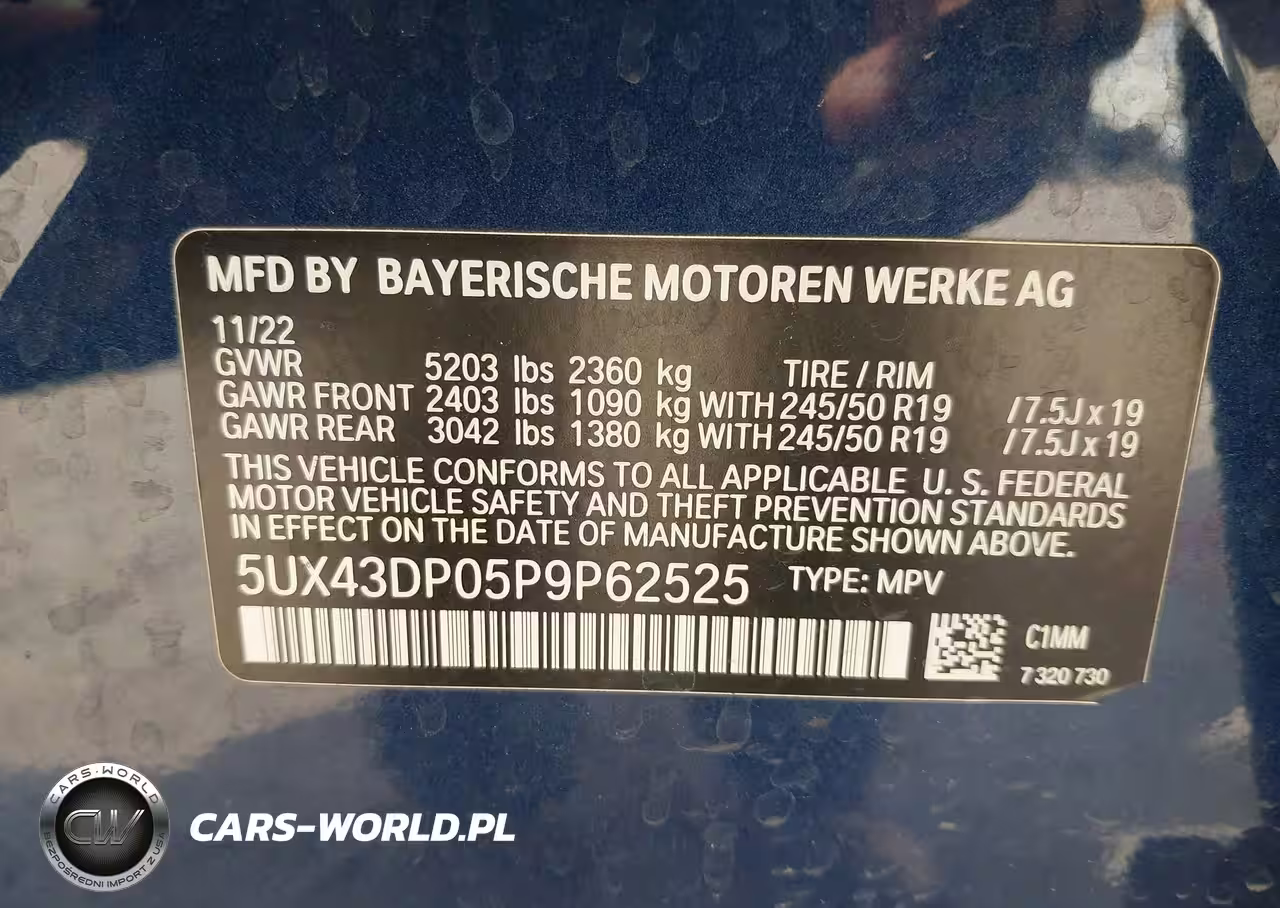 MFD BY BAYERISCHE MOTOREN WERKE AG
11/22
GVWR 5203 lbs 2360 kg TIRE / RIM
GAWR FRONT 2403 lbs 1090 kg WITH 245/50 R19 / 7.5J x 19
GAWR REAR 3042 lbs 1380 kg WITH 245/50 R19 / 7.5J x 19
THIS VEHICLE CONFORMS TO ALL APPLICABLE U. S. FEDERAL
MOTOR VEHICLE SAFETY AND THEFT PREVENTION STANDARDS
IN EFFECT ON THE DATE OF MANUFACTURE SHOWN ABOVE.
5UX43DP05P9P62525 TYPE: MPV
C1MM
7 320 730
CARS-WORLD
CW
BEZPOŚREDNI IMPORT Z USA
CARS-WORLD.PL